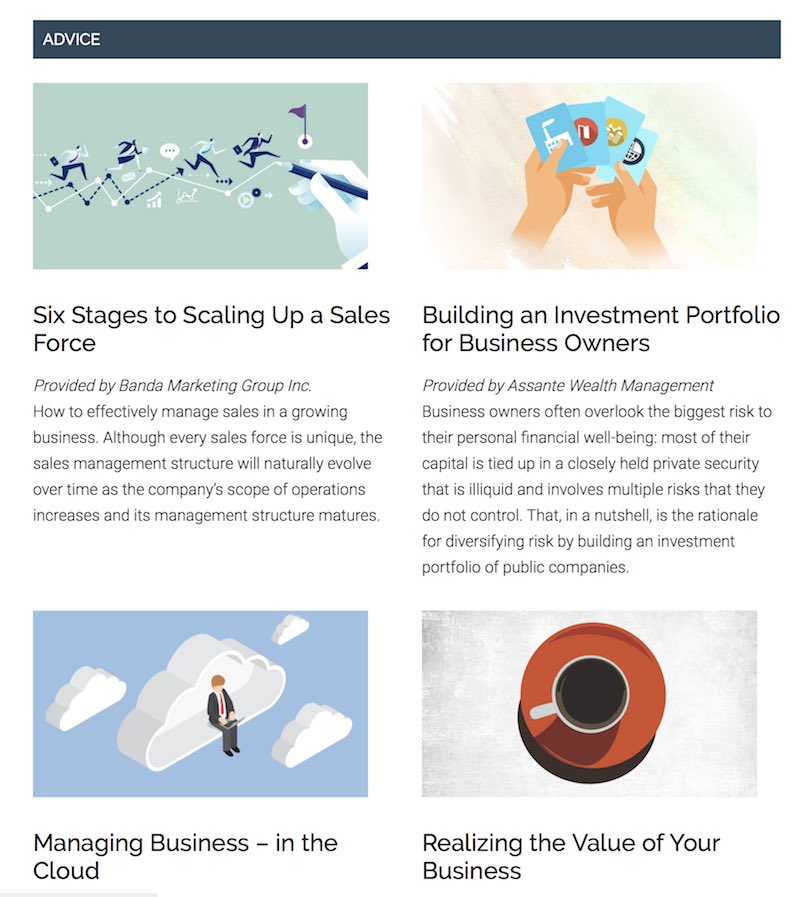 ADVICE
Six Stages to Scaling Up a Sales
Force
Provided by Banda Marketing Group Inc.
How to effectively manage sales in a growing
business. Although every sales force is unique, the
sales management structure will naturally evolve
over time as the company’s scope of operations
increases and its management structure matures.
Building an Investment Portfolio
for Business Owners
Provided by Assante Wealth Management
Business owners often overlook the biggest risk to
their personal financial well-being: most of their
capital is tied up in a closely held private security
that is illiquid and involves multiple risks that they
do not control. That, in a nutshell, is the rationale
for diversifying risk by building an investment
portfolio of public companies.
Managing Business – in the
Cloud
Realizing the Value of Your
Business